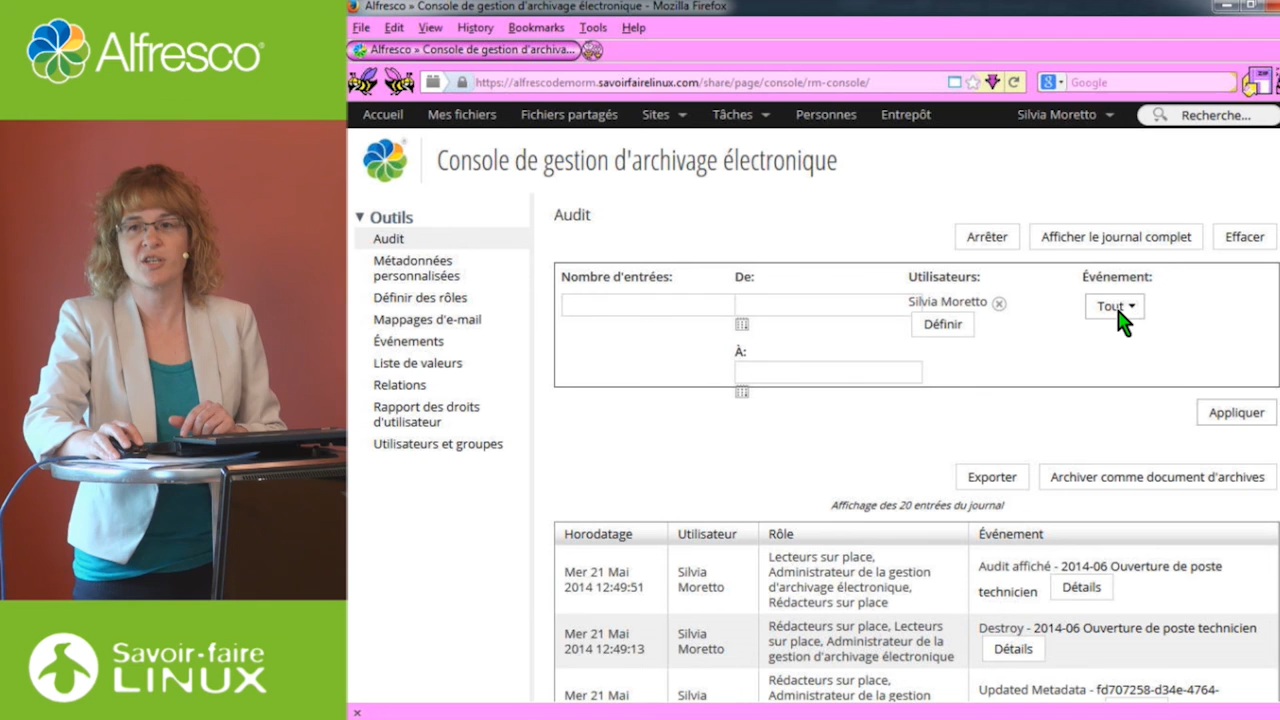 Alfresco
Savoir-faire
LINUX
Alfresco » Console de gestion d'archivage électronique - Mozilla Firefox
File Edit View History Bookmarks Tools Help
Alfresco » Console de gestion d'archiva...
https://alfrescodemorm.savoirfairelinux.com/share/page/console/rm-console/
Google
Accueil Mes fichiers Fichiers partagés Sites Tâches Personnes Entrepôt Silvia Moretto Recherche...
Console de gestion d'archivage électronique
Outils
Audit
Métadonnées
personnalisées
Définir des rôles
Mappages d'e-mail
Événements
Liste de valeurs
Relations
Rapport des droits
d'utilisateur
Utilisateurs et groupes
Audit
Arrêter Afficher le journal complet Effacer
Nombre d'entrées: De: Utilisateurs: Événement:
Silvia Moretto
Tout
Définir
À:
Appliquer
Exporter Archiver comme document d'archives
Affichage des 20 entrées du journal
Horodatage Utilisateur Rôle Événement
Mer 21 Mai
2014 12:49:51
Silvia
Moretto
Lecteurs sur place,
Administrateur de la gestion
d'archivage électronique,
Rédacteurs sur place
Audit affiché - 2014-06 Ouverture de poste
technicien Détails
Mer 21 Mai
2014 12:49:13
Silvia
Moretto
Rédacteurs sur place, Lecteurs
sur place, Administrateur de la
gestion d'archivage électronique
Destroy - 2014-06 Ouverture de poste technicien
Détails
Mer 21 Mai
Silvia
Rédacteurs sur place,
Administrateur de la gestion
Updated Metadata - fd707258-d34e-4764-